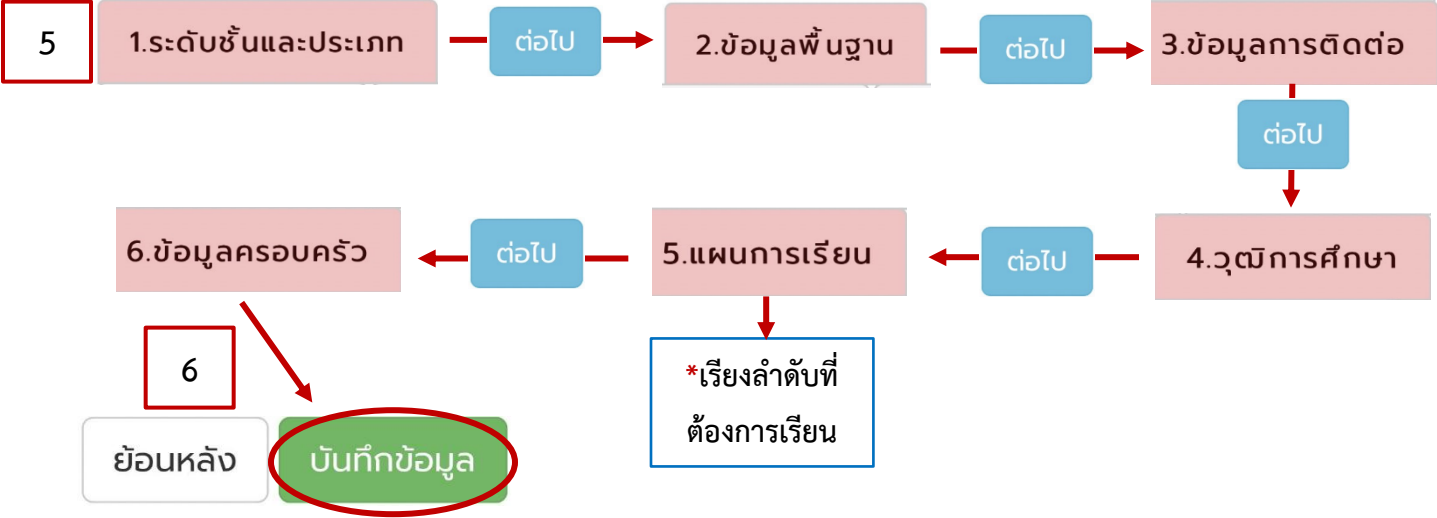 5
1.ระดับชั้นและประเภท
ต่อไป
2.ข้อมูลพื้นฐาน
ต่อไป
3.ข้อมูลการติดต่อ
ต่อไป
4.วุฒิการศึกษา
ต่อไป
5.แผนการเรียน
ต่อไป
6.ข้อมูลครอบครัว
*เรียงลำดับที่
ต้องการเรียน
6
ย้อนหลัง
บันทึกข้อมูล